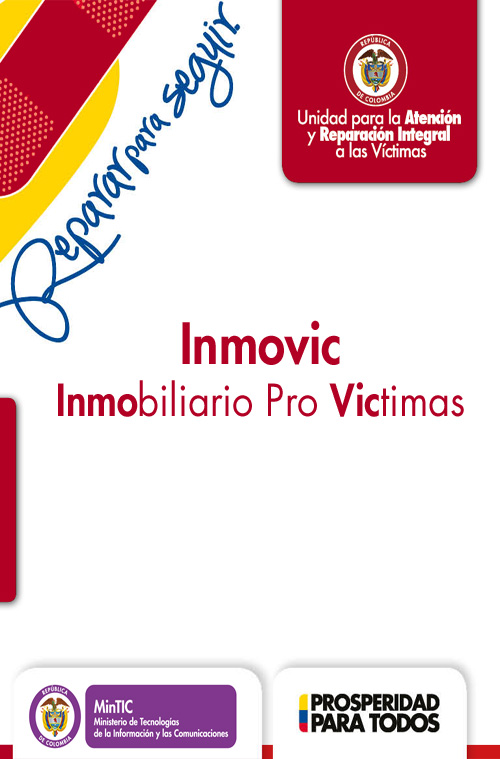 Reparar para seguir.
REPÚBLICA
DE COLOMBIA
Unidad para la Atención
y Reparación Integral
a las Víctimas
Inmovic
Inmobiliario Pro Victimas
REPÚBLICA
DE COLOMBIA
MinTIC
Ministerio de Tecnologías
de la Información y las Comunicaciones
PROSPERIDAD
PARA TODOS